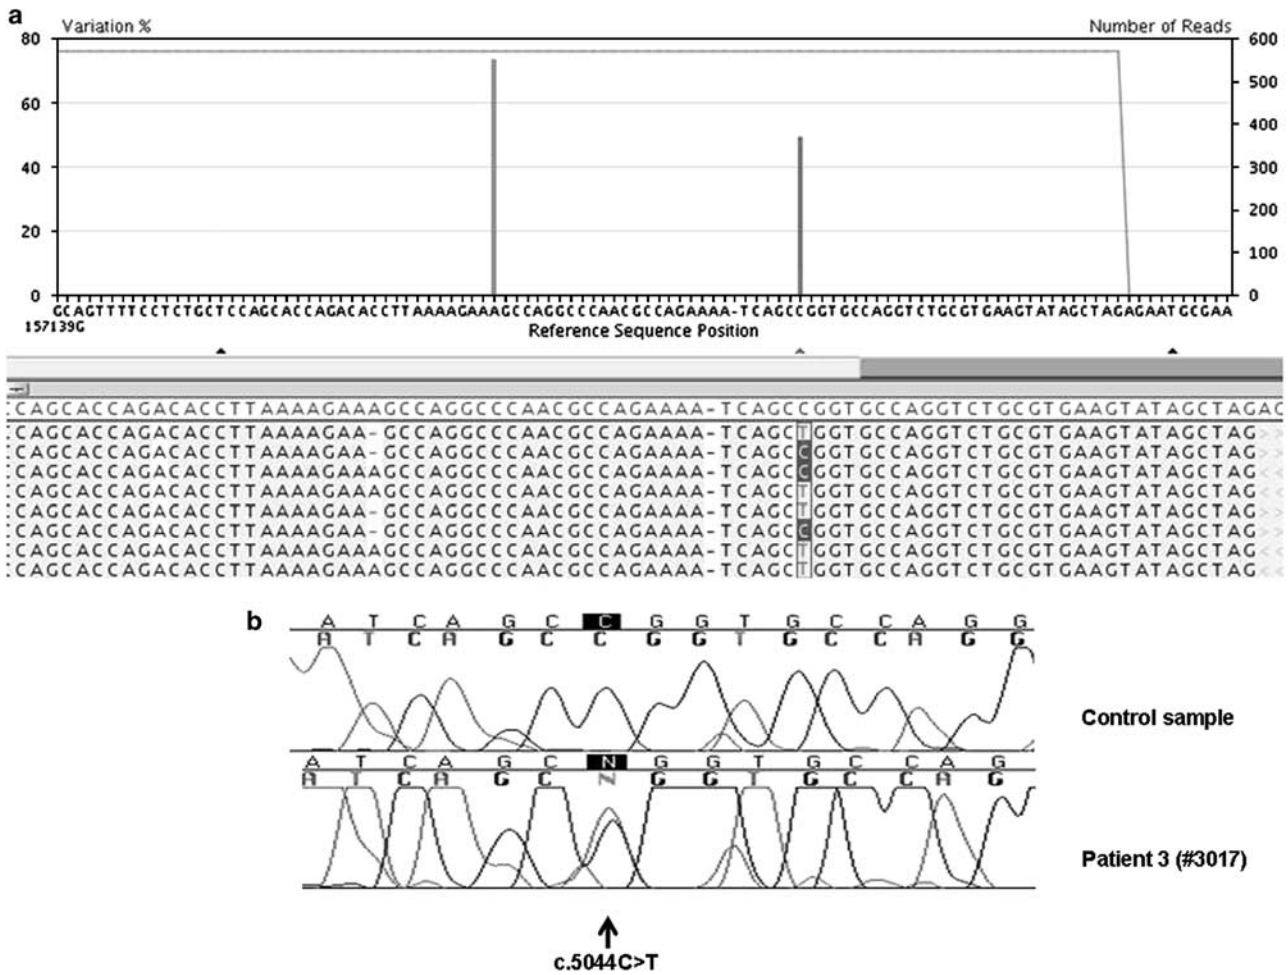 a
Variation %
Number of Reads
80
60
40
20
0
600
500
400
300
200
100
0
GCAGTTTTCCTCTGCTCCAGCACCAGACACCTTAAAAGAAAGCCAGGCCCAACGCCAGAAAA-TCAGCCGGTGCCAGGTCTGCGTGAAGTATAGCTAGAGAATGCGAA
157139G
Reference Sequence Position
CAGCACCAGACACCTTAAAAGAAAGCCAGGCCCAACGCCAGAAAA-TCAGCCGGTGCCAGGTCTGCGTGAAGTATAGCTAGA
CAGCACCAGACACCTTAAAAGAA-GCCAGGCCCAACGCCAGAAAA-TCAGCTGGTGCCAGGTCTGCGTGAAGTATAGCTAG>>
CAGCACCAGACACCTTAAAAGAA-GCCAGGCCCAACGCCAGAAAA-TCAGCCGGTGCCAGGTCTGCGTGAAGTATAGCTAG>>
CAGCACCAGACACCTTAAAAGAAAGCCAGGCCCAACGCCAGAAAA-TCAGCCGGTGCCAGGTCTGCGTGAAGTATAGCTAG<<
CAGCACCAGACACCTTAAAAGAAAGCCAGGCCCAACGCCAGAAAA-TCAGCTGGTGCCAGGTCTGCGTGAAGTATAGCTAG<<
CAGCACCAGACACCTTAAAAGAA-GCCAGGCCCAACGCCAGAAAA-TCAGCTGGTGCCAGGTCTGCGTGAAGTATAGCTAG>>
CAGCACCAGACACCTTAAAAGAA-GCCAGGCCCAACGCCAGAAAA-TCAGCCGGTGCCAGGTCTGCGTGAAGTATAGCTAG>>
CAGCACCAGACACCTTAAAAGAAAGCCAGGCCCAACGCCAGAAAA-TCAGCTGGTGCCAGGTCTGCGTGAAGTATAGCTAG<<
CAGCACCAGACACCTTAAAAGAAAGCCAGGCCCAACGCCAGAAAA-TCAGCTGGTGCCAGGTCTGCGTGAAGTATAGCTAG<<
b
A T C A G C C G G T G C C A G G
A T C A G C C G G T G C C A G G
Control sample
A T C A G C N G G T G C C A G
A T C A G C N G G T G C C A G
Patient 3 (#3017)
c.5044C>T